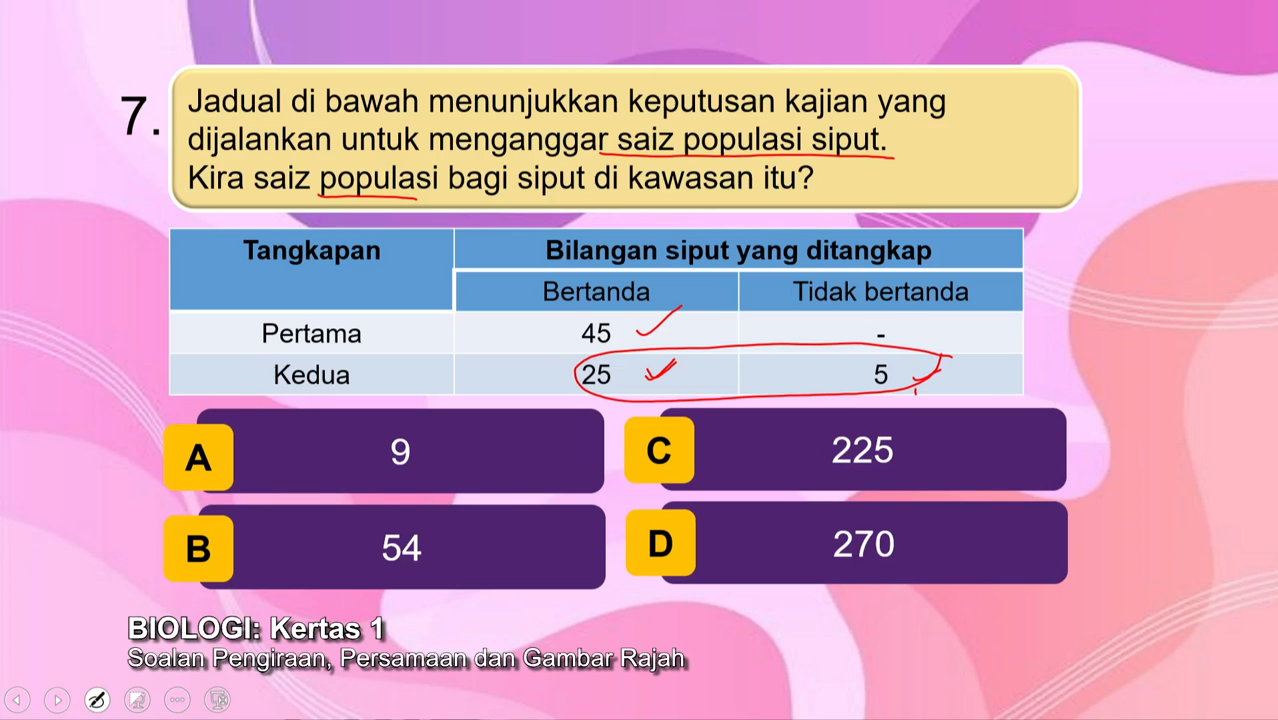 7.
Jadual di bawah menunjukkan keputusan kajian yang
dijalankan untuk menganggar saiz populasi siput.
Kira saiz populasi bagi siput di kawasan itu?
Tangkapan
Bilangan siput yang ditangkap
Bertanda
Tidak bertanda
Pertama
45
-
Kedua
25
5
A
9
C
225
B
54
D
270
BIOLOGI: Kertas 1
Soalan Pengiraan, Persamaan dan Gambar Rajah